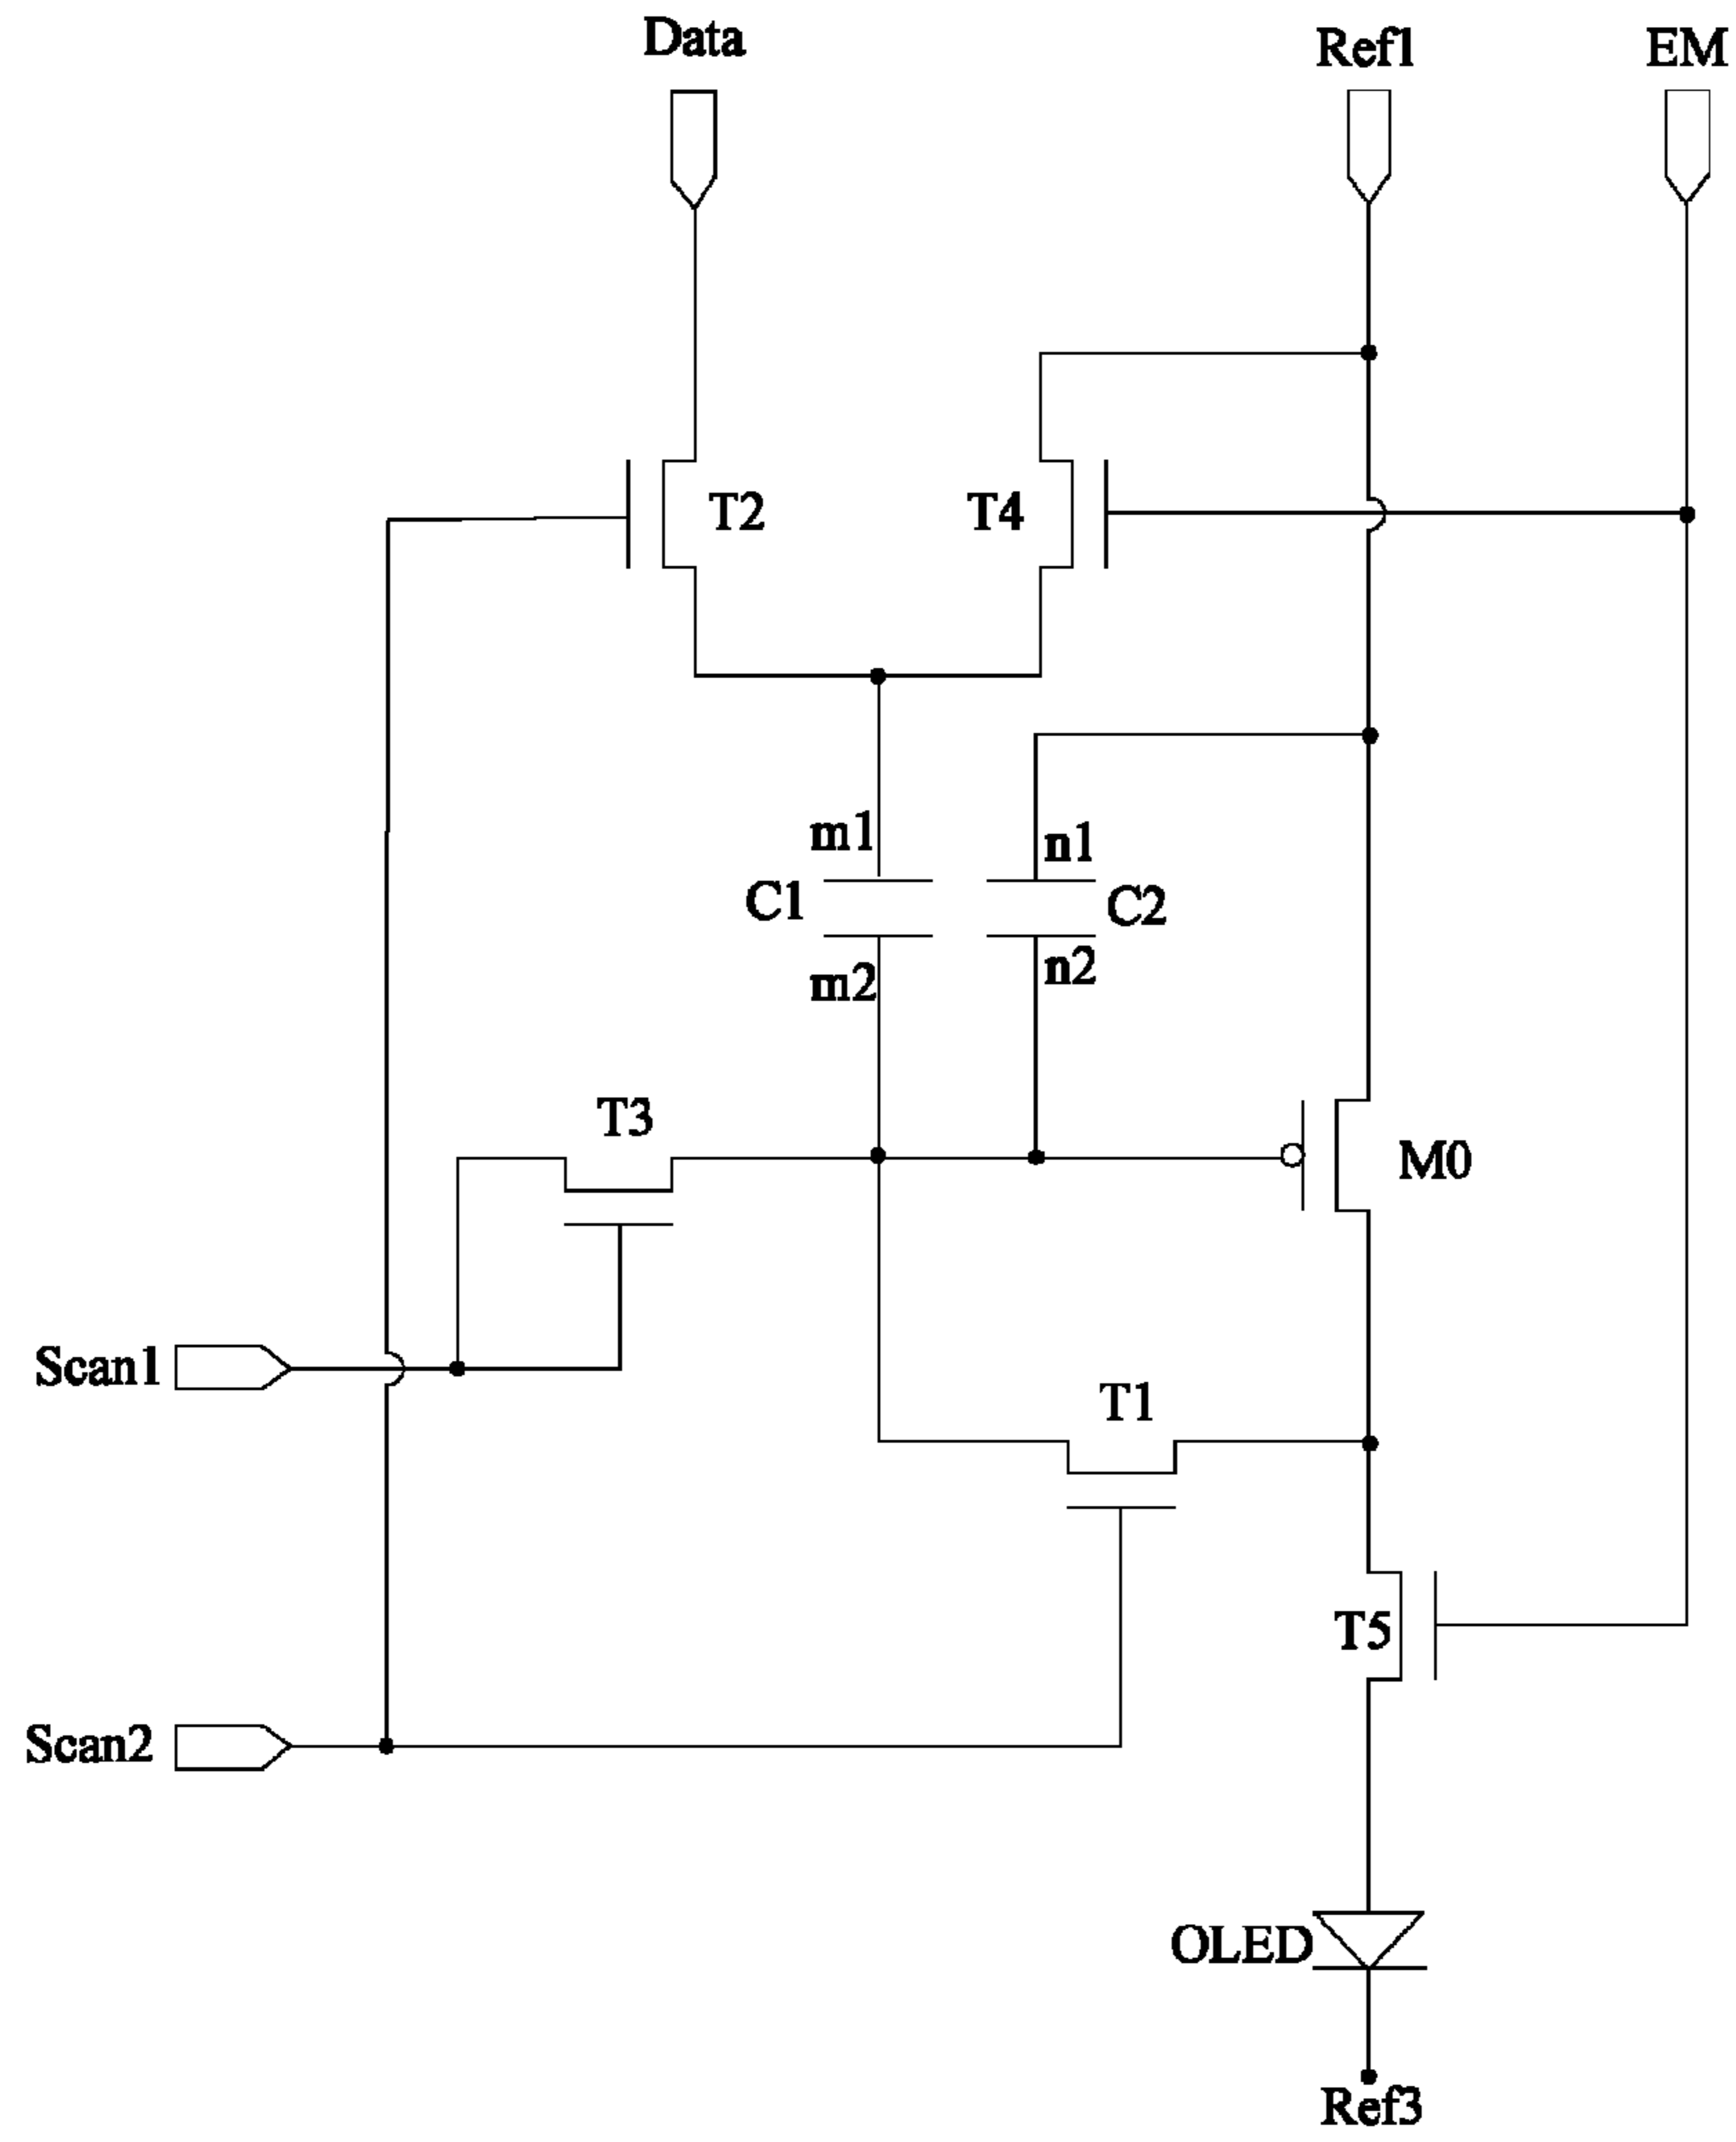 Data
Ref1
EM
T2
T4
m1
n1
C1
C2
m2
n2
T3
M0
Scan1
T1
T5
Scan2
OLED
Ref3